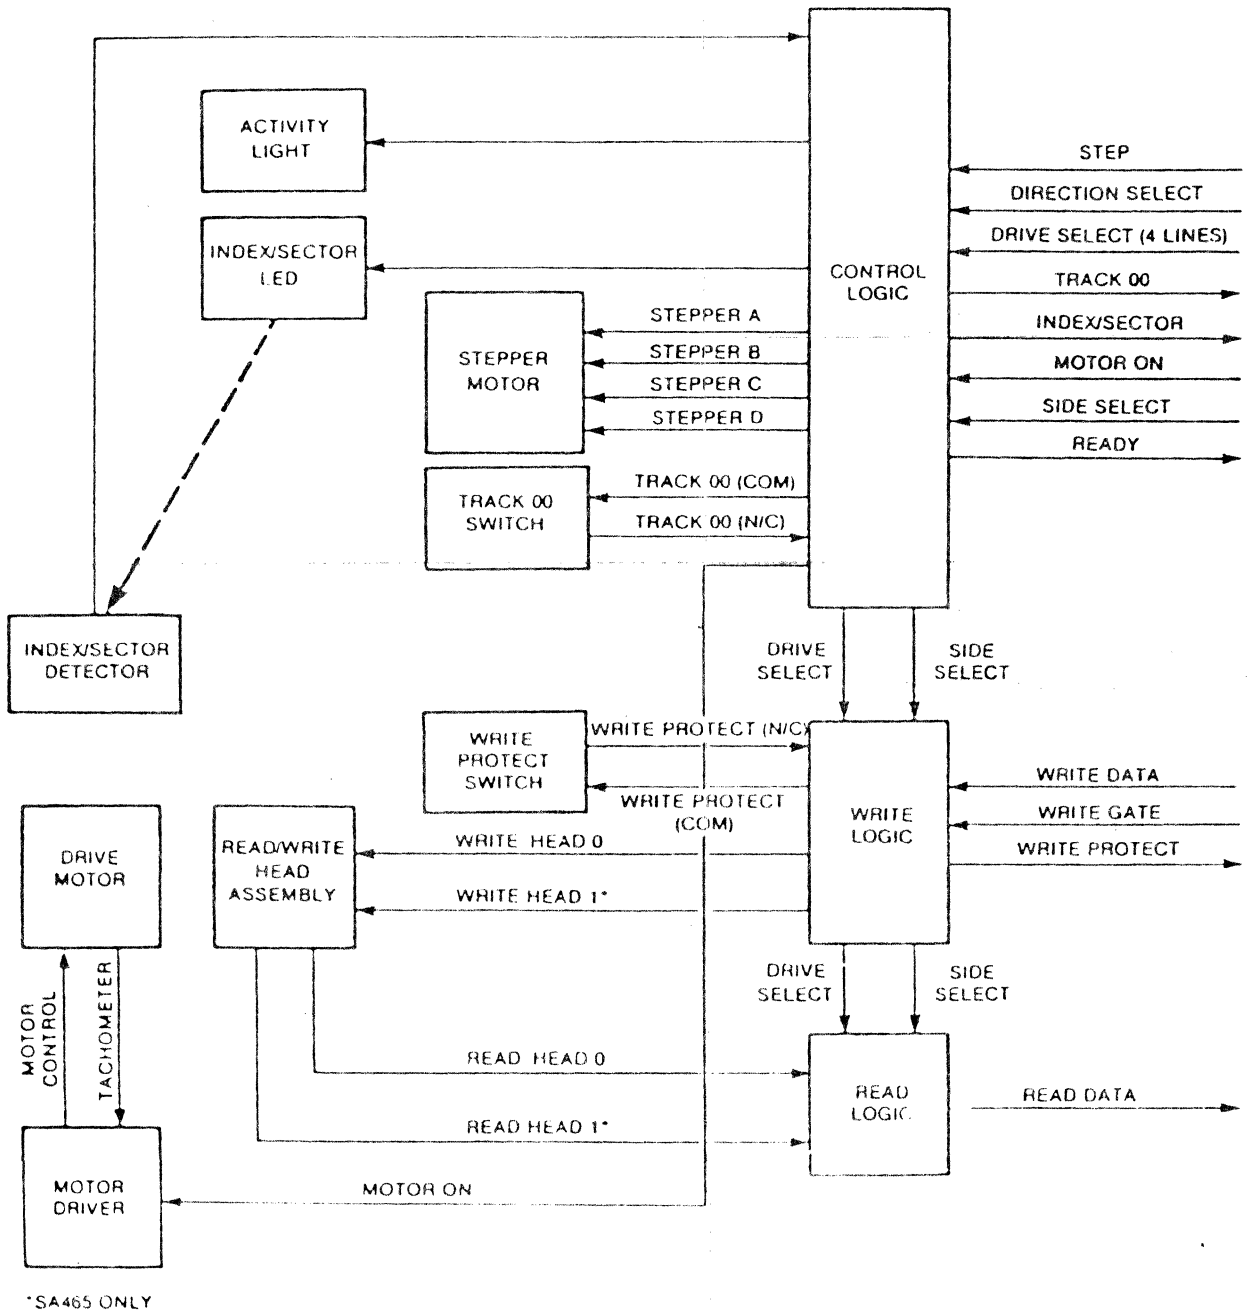 ACTIVITY
LIGHT
INDEX/SECTOR
LED
STEPPER
MOTOR
STEPPER A
STEPPER B
STEPPER C
STEPPER D
CONTROL
LOGIC
STEP
DIRECTION SELECT
DRIVE SELECT (4 LINES)
TRACK 00
INDEX/SECTOR
MOTOR ON
SIDE SELECT
READY
TRACK 00
SWITCH
TRACK 00 (COM)
TRACK 00 (N/C)
INDEX/SECTOR
DETECTOR
DRIVE
SELECT
SIDE
SELECT
WRITE
PROTECT
SWITCH
WRITE PROTECT (N/C)
WRITE PROTECT
(COM)
WRITE
LOGIC
WRITE DATA
WRITE GATE
WRITE PROTECT
DRIVE
MOTOR
READ/WRITE
HEAD
ASSEMBLY
WRITE HEAD 0
WRITE HEAD 1*
DRIVE
SELECT
SIDE
SELECT
MOTOR
CONTROL
TACHOMETER
READ HEAD 0
READ HEAD 1*
READ
LOGIC
READ DATA
MOTOR
DRIVER
MOTOR ON
*SA465 ONLY